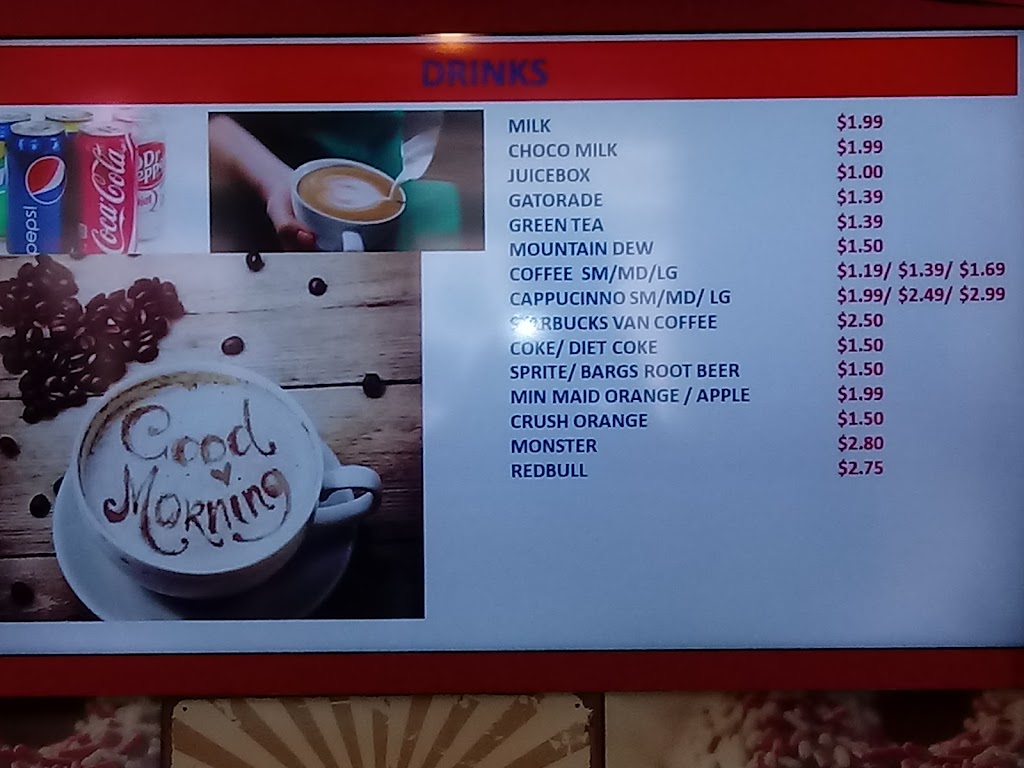 DRINKS
MILK $1.99
CHOCO MILK $1.99
JUICEBOX $1.00
GATORADE $1.39
GREEN TEA $1.39
MOUNTAIN DEW $1.50
COFFEE SM/MD/LG $1.19/ $1.39/ $1.69
CAPPUCINNO SM/MD/ LG $1.99/ $2.49/ $2.99
STARBUCKS VAN COFFEE $2.50
COKE/ DIET COKE $1.50
SPRITE/ BARGS ROOT BEER $1.50
MIN MAID ORANGE / APPLE $1.99
CRUSH ORANGE $1.50
MONSTER $2.80
REDBULL $2.75
pepsi
Coca-Cola
Dr
Good
Morning